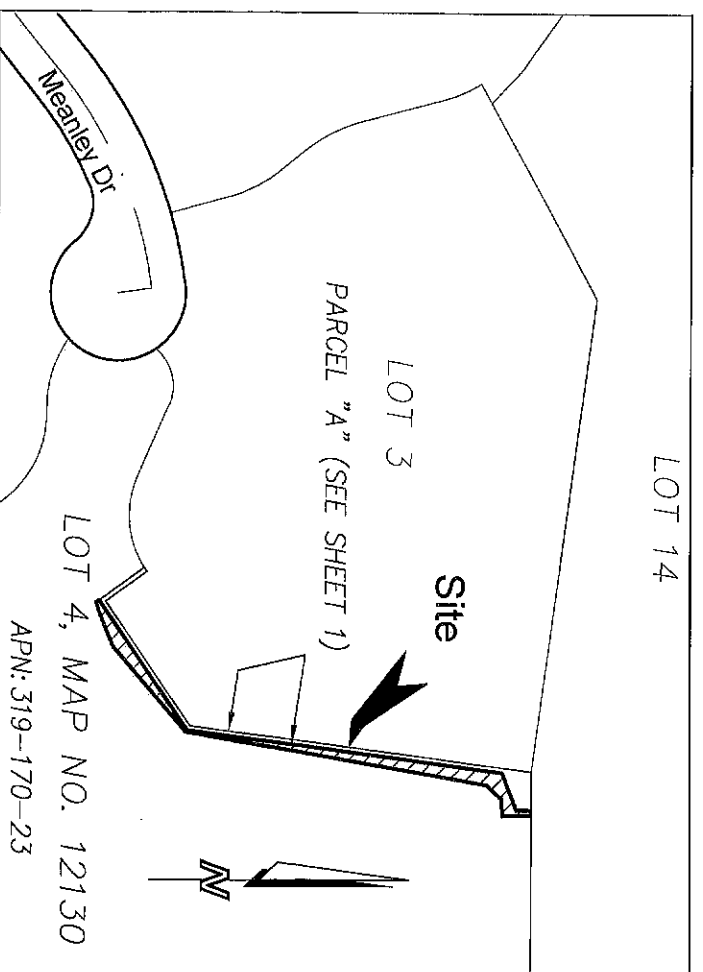 LOT 14
Meanley Dr
LOT 3
PARCEL "A" (SEE SHEET 1)
Site
LOT 4, MAP NO. 12130
APN: 319-170-23
N